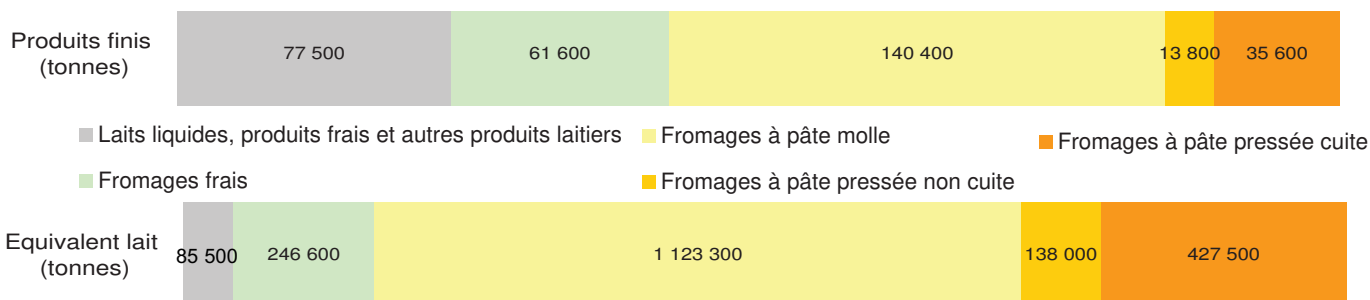 Produits finis
(tonnes)
77 500 61 600 140 400 13 800 35 600
Laits liquides, produits frais et autres produits laitiers Fromages à pâte molle Fromages à pâte pressée cuite
Fromages frais Fromages à pâte pressée non cuite
Equivalent lait
(tonnes)
85 500 246 600 1 123 300 138 000 427 500